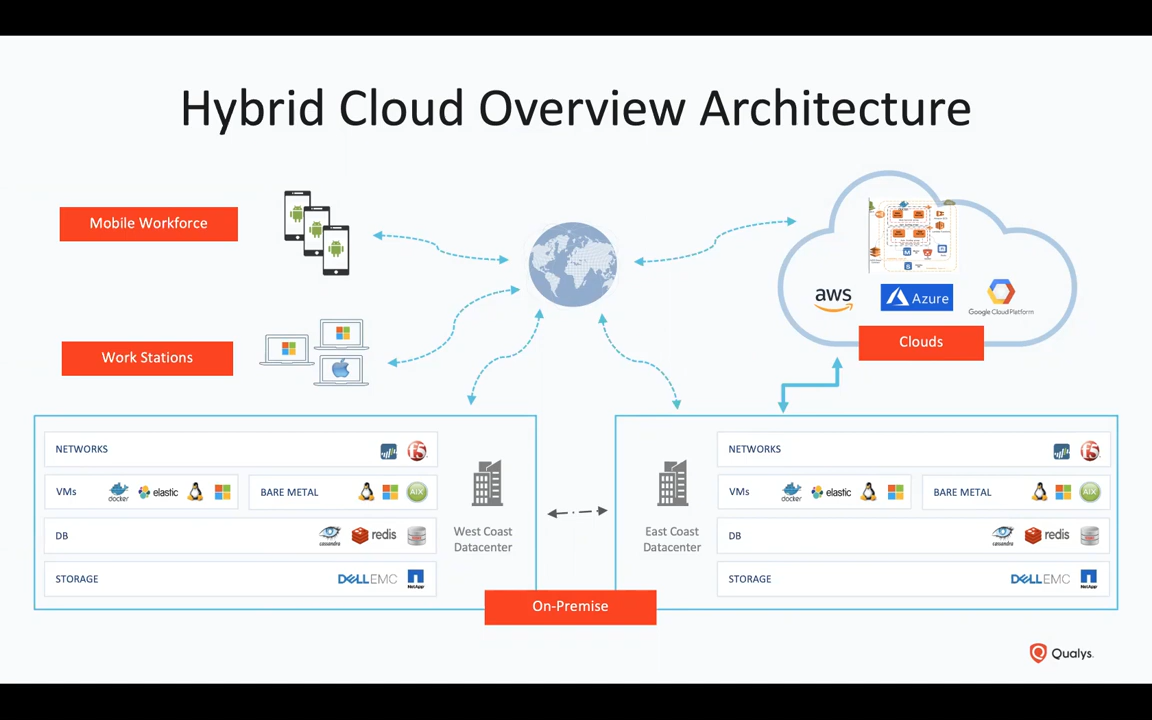 Hybrid Cloud Overview Architecture
Mobile Workforce
aws
Azure
Google Cloud Platform
Clouds
Work Stations
NETWORKS
f5
VMs
docker
elastic
BARE METAL
AIX
DB
cassandra
redis
STORAGE
DELLEMC
NetApp
West Coast
Datacenter
East Coast
Datacenter
NETWORKS
f5
VMs
docker
elastic
BARE METAL
AIX
DB
cassandra
redis
STORAGE
DELLEMC
NetApp
On-Premise
Qualys.